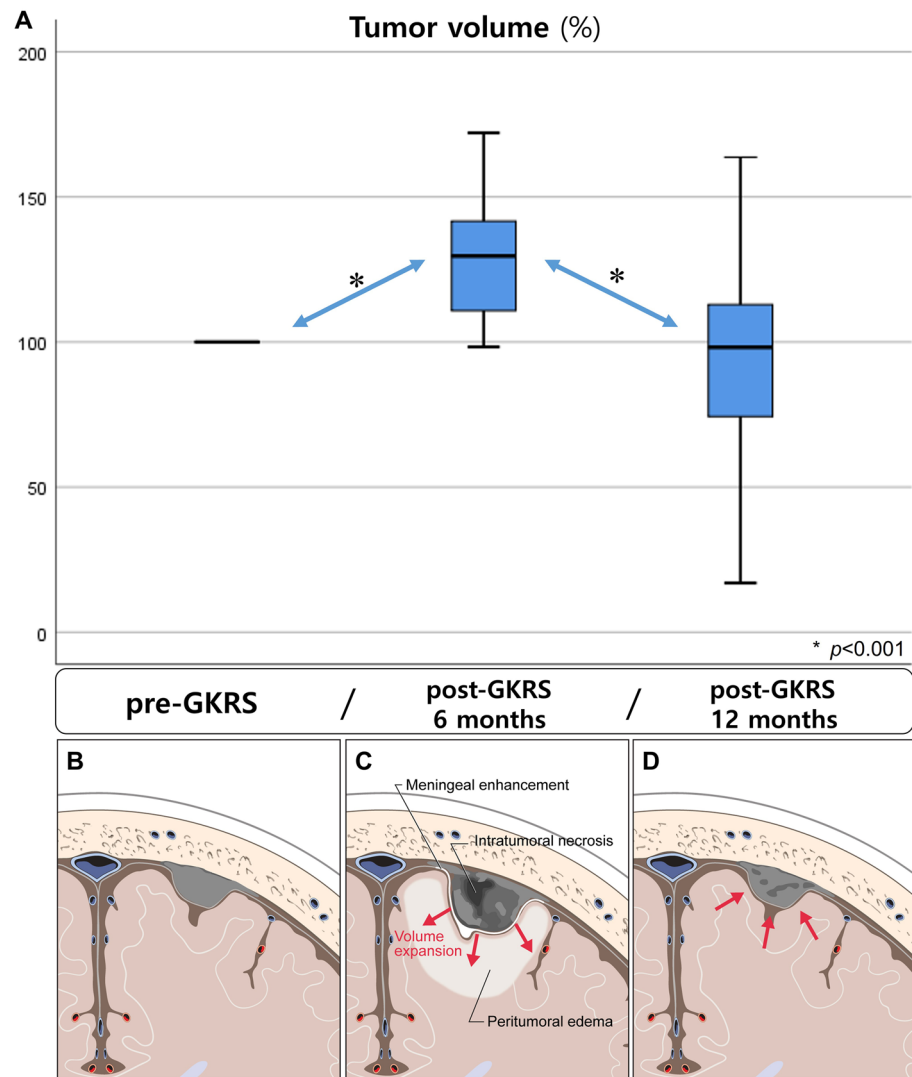 A
Tumor volume (%)
200
150
100
50
0
*
*
* p<0.001
pre-GKRS / post-GKRS 6 months / post-GKRS 12 months
B
C
D
Meningeal enhancement
Intratumoral necrosis
Volume
expansion
Peritumoral edema